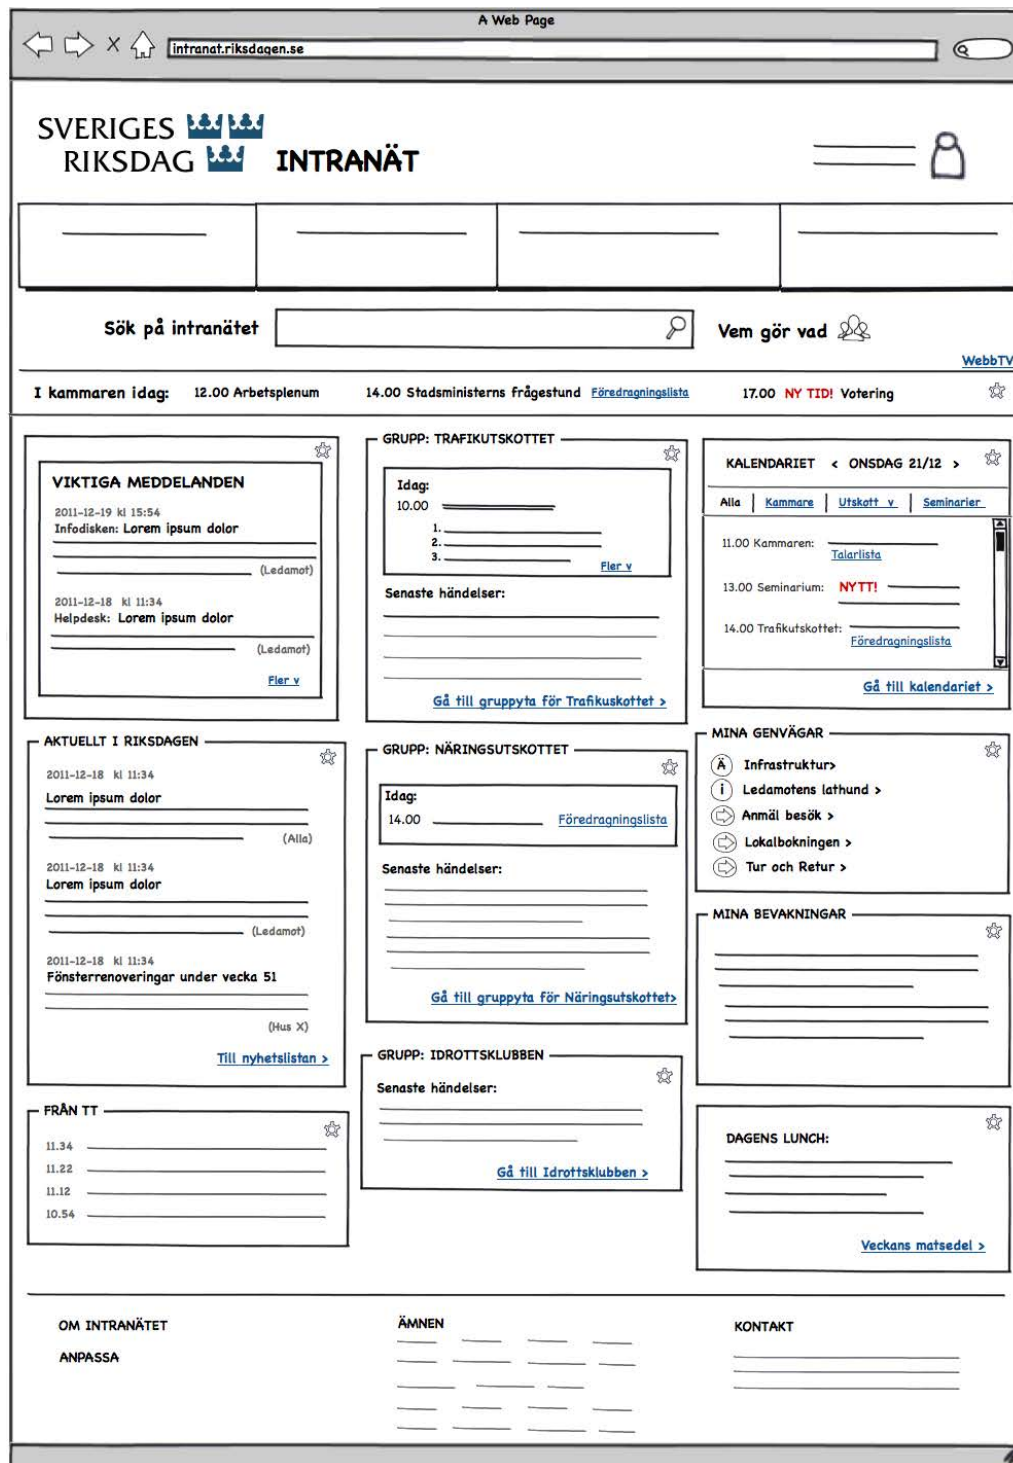 A Web Page
intranat.riksdagen.se
SVERIGES
RIKSDAG
INTRANÄT
Sök på intranätet
Vem gör vad
WebbTV
I kammaren idag: 12.00 Arbetsplenum 14.00 Stadsministerns frågestund Föredragningslista 17.00 NY TID! Votering
VIKTIGA MEDDELANDEN
2011-12-19 kl 15:54
Infodisken: Lorem ipsum dolor
(Ledamot)
2011-12-18 kl 11:34
Helpdesk: Lorem ipsum dolor
(Ledamot)
Fler v
AKTUELLT I RIKSDAGEN
2011-12-18 kl 11:34
Lorem ipsum dolor
(Alla)
2011-12-18 kl 11:34
Lorem ipsum dolor
(Ledamot)
2011-12-18 kl 11:34
Fönsterrenoveringar under vecka 51
(Hus X)
Till nyhetslistan >
FRÅN TT
11.34
11.22
11.12
10.54
GRUPP: TRAFIKUTSKOTTET
Idag:
10.00
1.
2.
3.
Fler v
Senaste händelser:
Gå till gruppyta för Trafikuskottet >
GRUPP: NÄRINGSUTSKOTTET
Idag:
14.00 Föredragningslista
Senaste händelser:
Gå till gruppyta för Näringsutskottet>
GRUPP: IDROTTSKLUBBEN
Senaste händelser:
Gå till Idrottsklubben >
KALENDARIET < ONSDAG 21/12 >
Alla | Kammare | Utskott v | Seminarier
11.00 Kammaren:
Talarlista
13.00 Seminarium: NYTT!
14.00 Trafikutskottet:
Föredragningslista
Gå till kalendariet >
MINA GENVÄGAR
Ä Infrastruktur>
i Ledamotens lathund >
Anmäl besök >
Lokalbokningen >
Tur och Retur >
MINA BEVAKNINGAR
DAGENS LUNCH:
Veckans matsedel >
OM INTRANÄTET
ANPASSA
ÄMNEN
KONTAKT